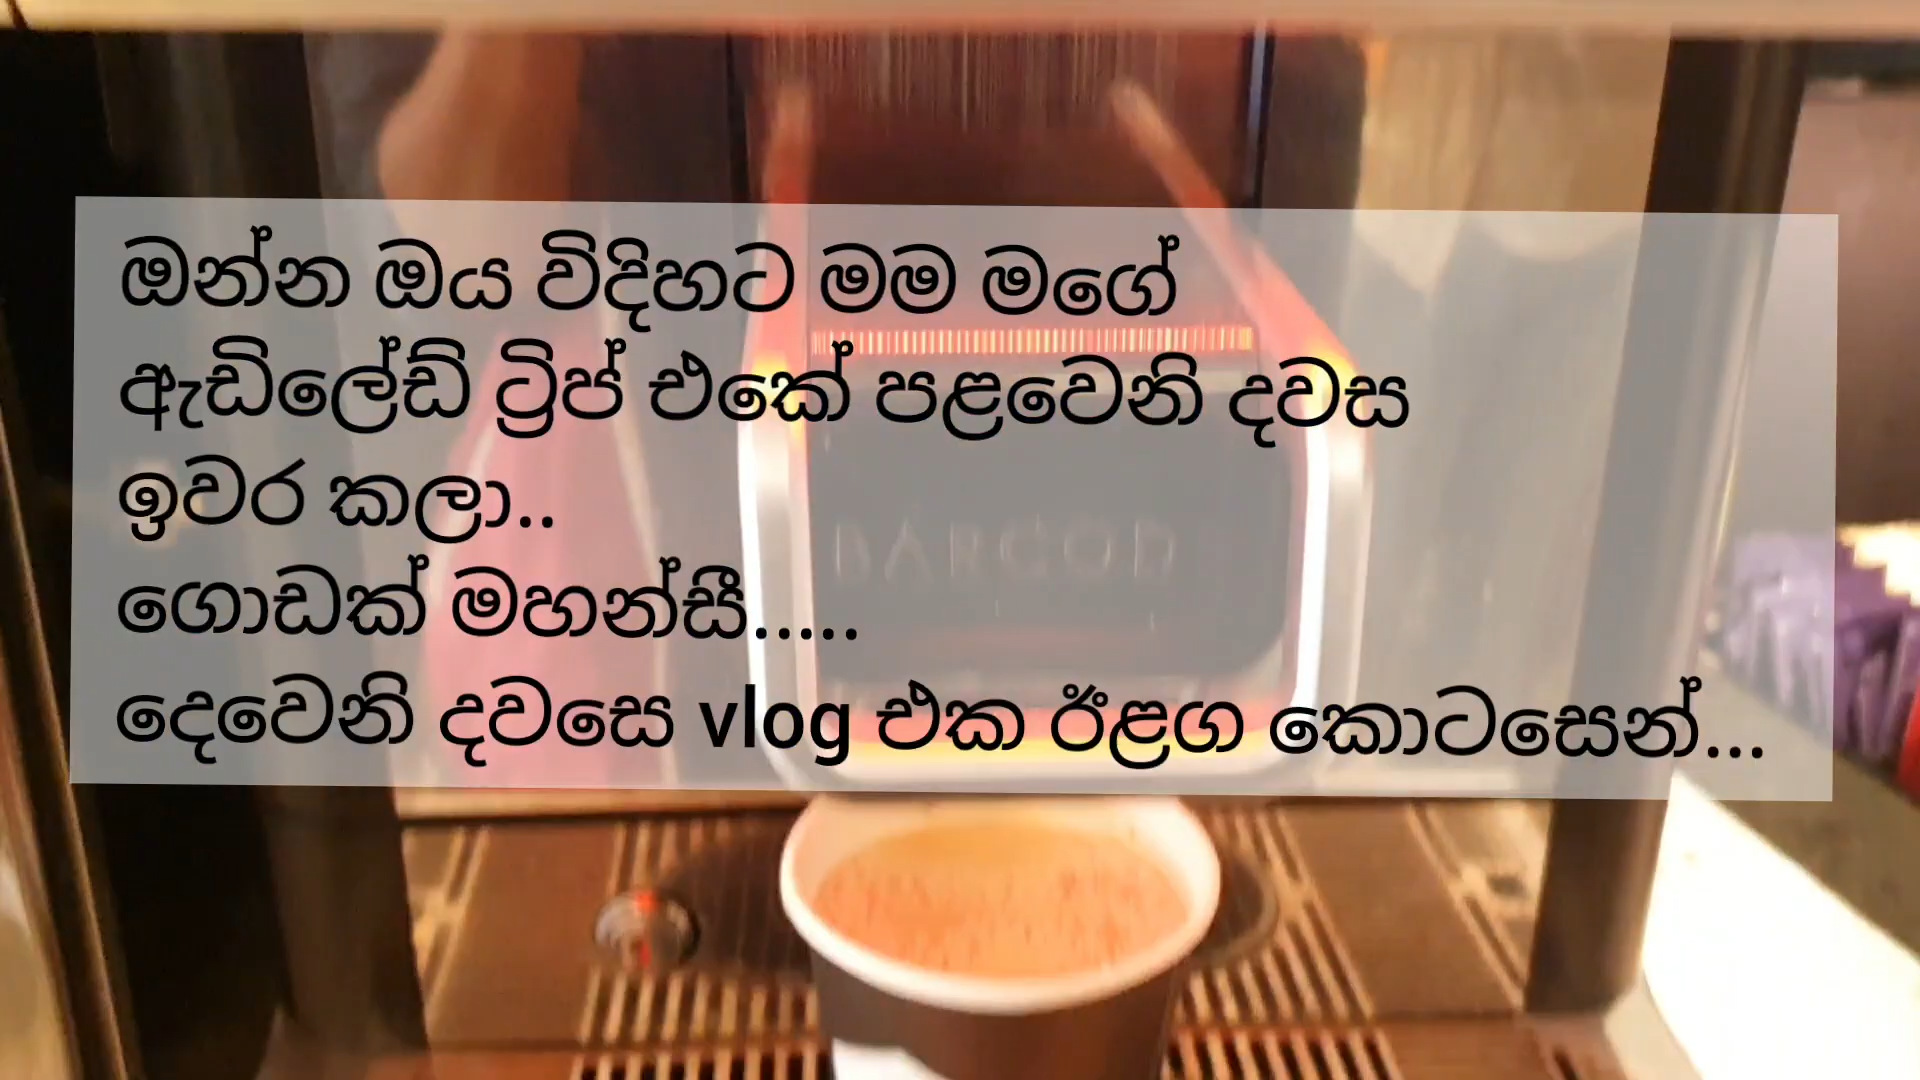 ඔන්න ඔය විදිහට මම මගේ
ඇඩිලේඩ් ට්‍රිප් එකේ පළවෙනි දවස
ඉවර කලා..
ගොඩක් මහන්සී.....
දෙවෙනි දවසෙ vlog එක ඊළග කොටසෙන්...